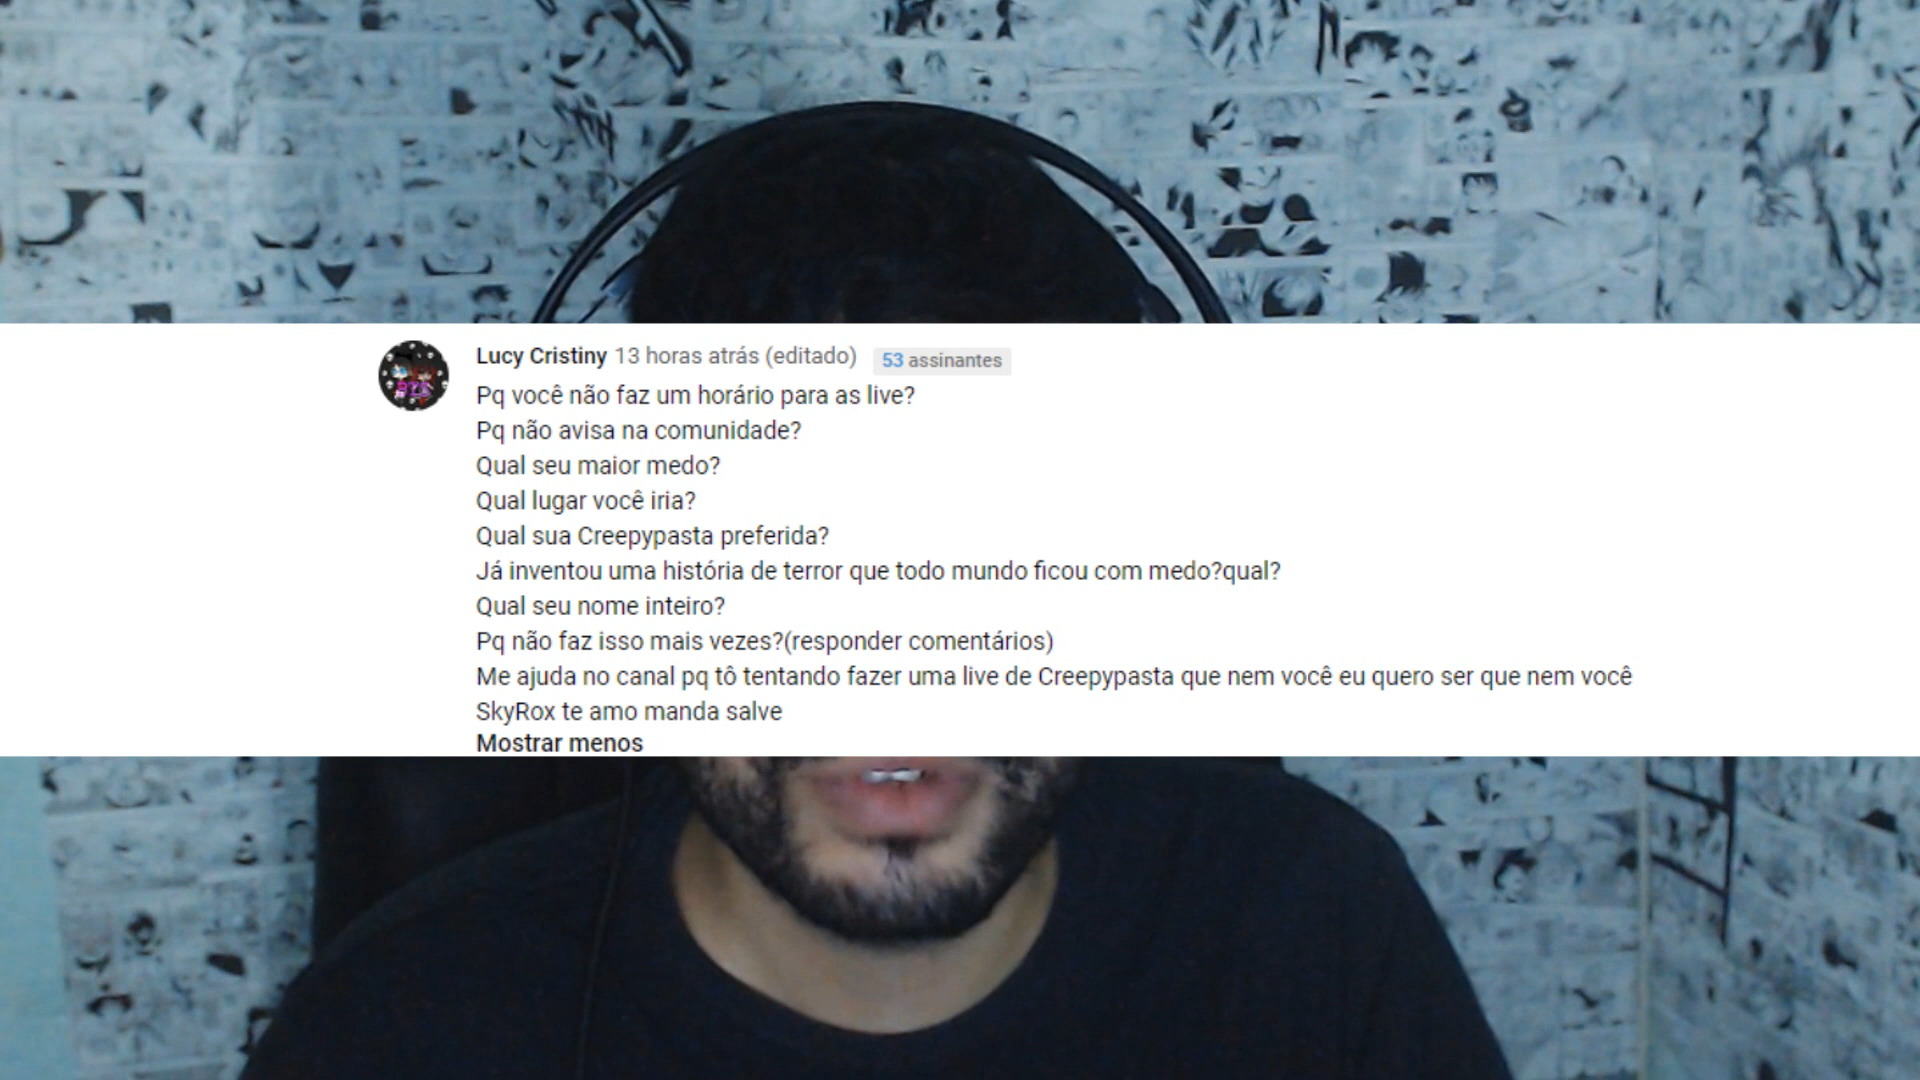 Lucy Cristiny 13 horas atrás (editado) 53 assinantes
Pq você não faz um horário para as live?
Pq não avisa na comunidade?
Qual seu maior medo?
Qual lugar você iria?
Qual sua Creepypasta preferida?
Já inventou uma história de terror que todo mundo ficou com medo?qual?
Qual seu nome inteiro?
Pq não faz isso mais vezes?(responder comentários)
Me ajuda no canal pq tô tentando fazer uma live de Creepypasta que nem você eu quero ser que nem você
SkyRox te amo manda salve
Mostrar menos